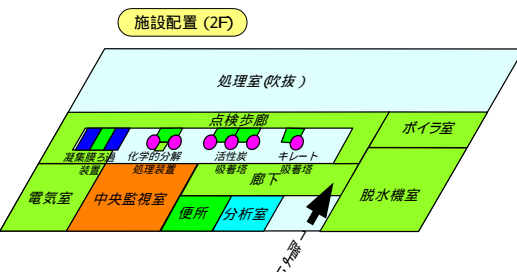 施設配置 (2F)
処理室(吹抜)
点検歩廊
ボイラ室
凝集膜ろ過
装置
化学的分解
処理装置
活性炭
吸着塔
キレート
吸着塔
廊下
電気室
中央監視室
便所
分析室
脱水機室